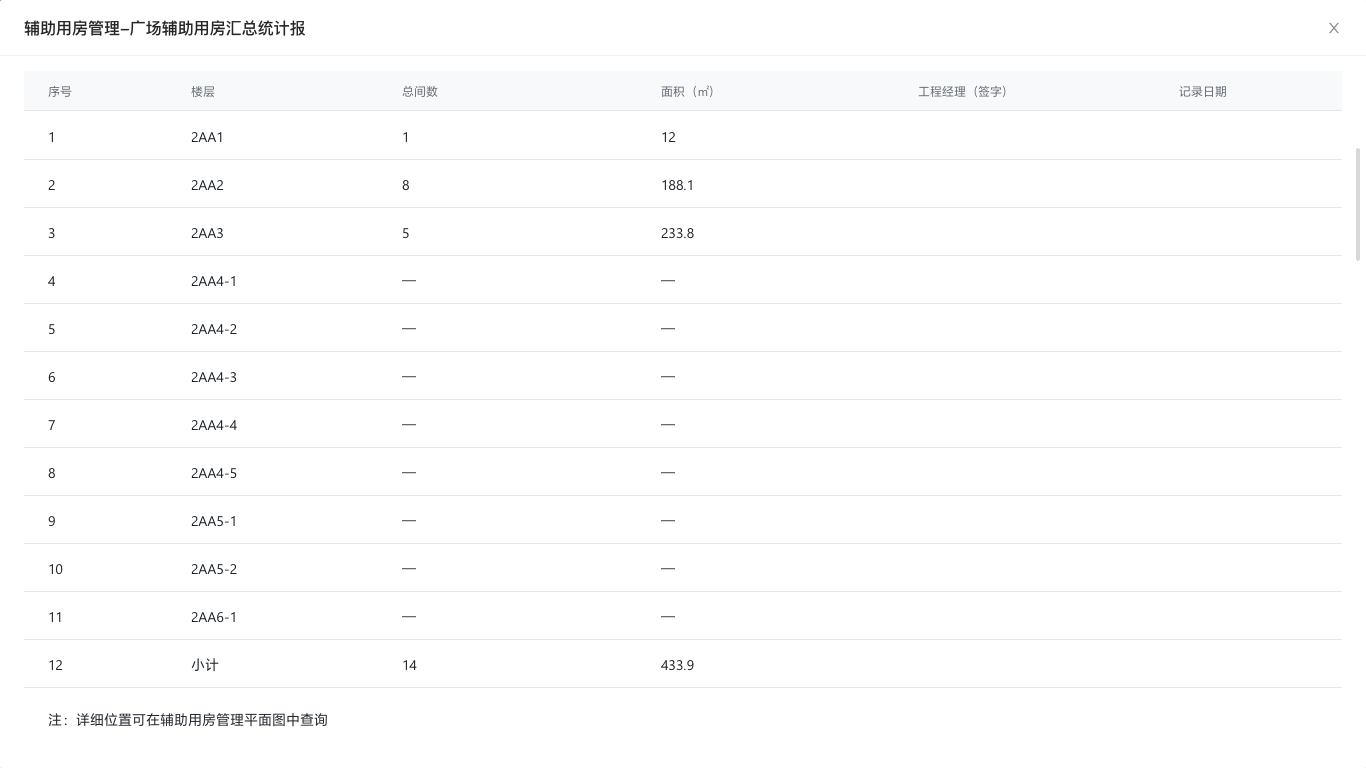 辅助用房管理–广场辅助用房汇总统计报
序号 楼层 总间数 面积（㎡） 工程经理（签字） 记录日期
1 2AA1 1 12
2 2AA2 8 188.1
3 2AA3 5 233.8
4 2AA4-1 — —
5 2AA4-2 — —
6 2AA4-3 — —
7 2AA4-4 — —
8 2AA4-5 — —
9 2AA5-1 — —
10 2AA5-2 — —
11 2AA6-1 — —
12 小计 14 433.9
注：详细位置可在辅助用房管理平面图中查询